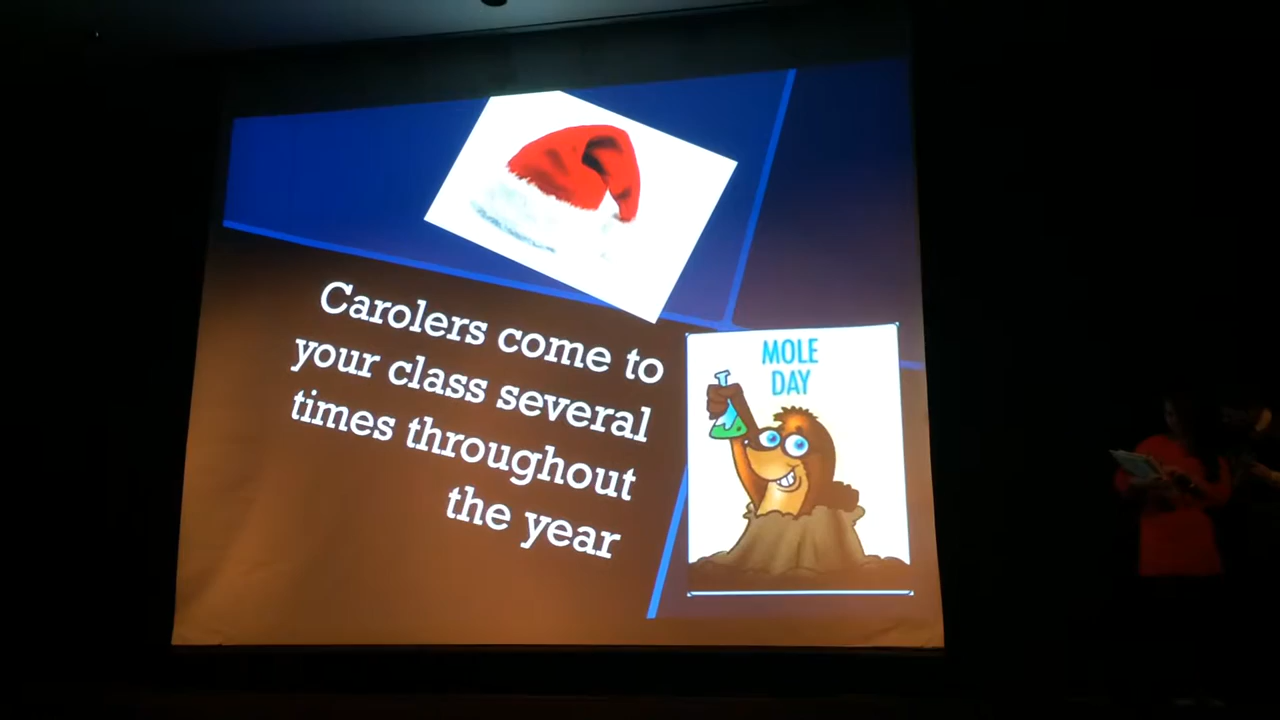 Carolers come to
your class several
times throughout
the year
MOLE
DAY